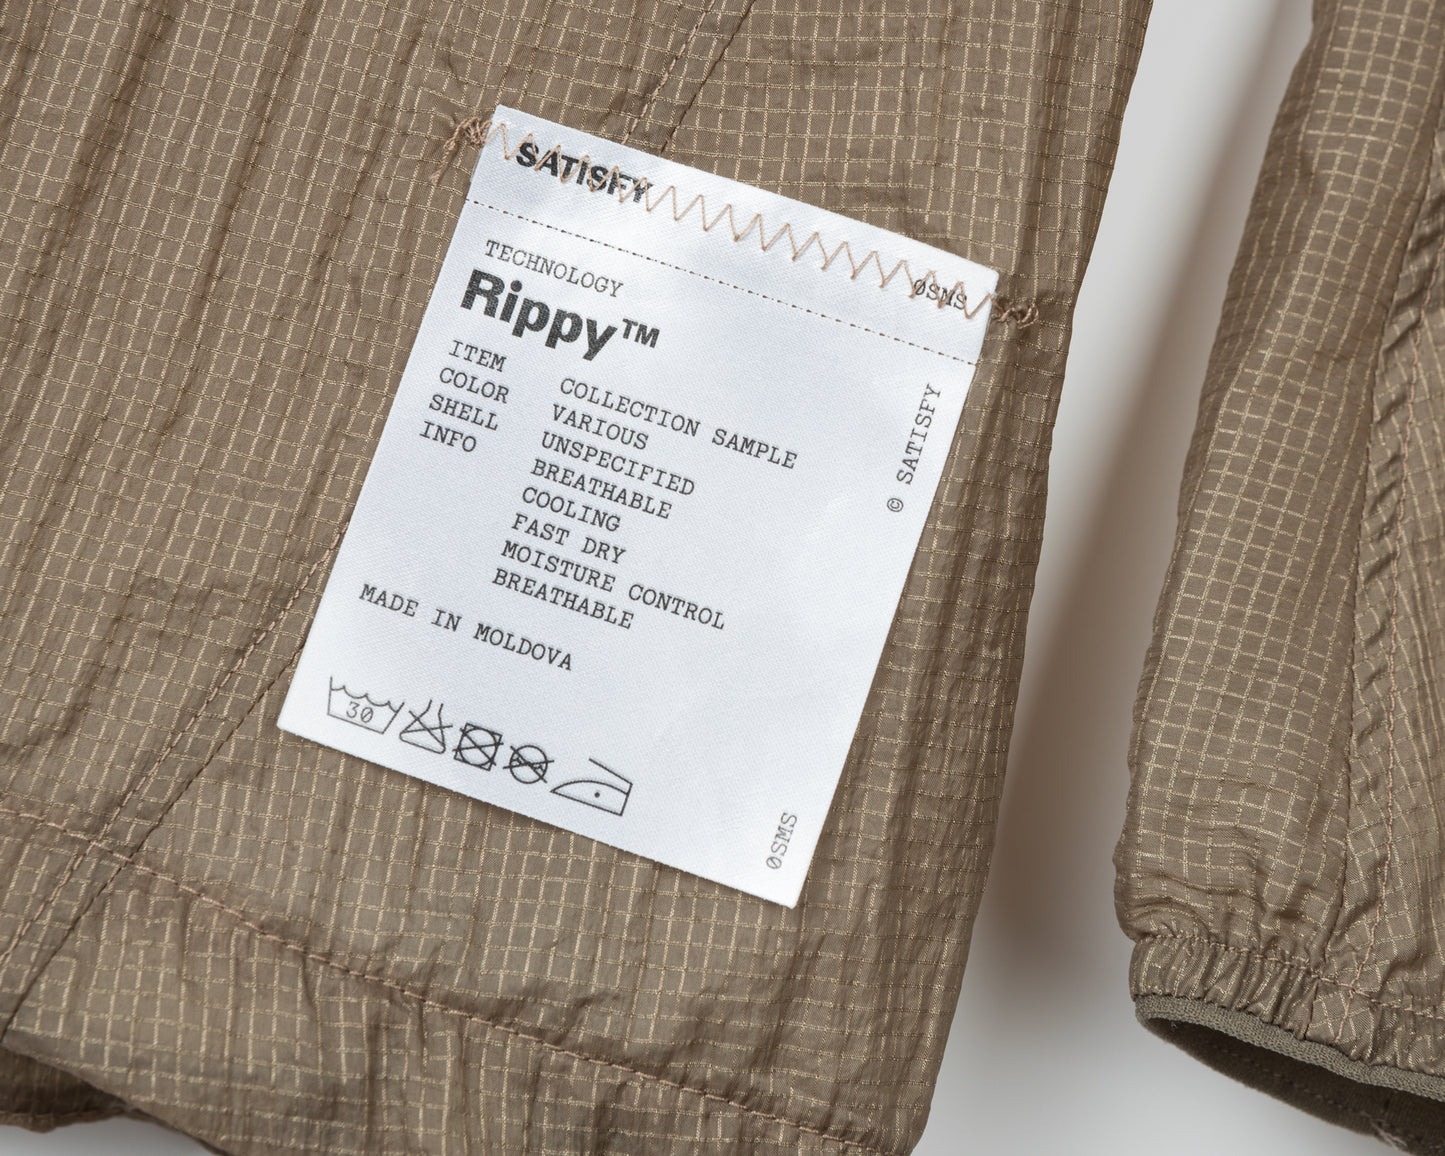 SATISFY
ØSMS
TECHNOLOGY
Rippy™
ITEM COLLECTION SAMPLE
COLOR VARIOUS
SHELL UNSPECIFIED
INFO BREATHABLE
COOLING
FAST DRY
MOISTURE CONTROL
BREATHABLE
MADE IN MOLDOVA
30
© SATISFY
ØSMS